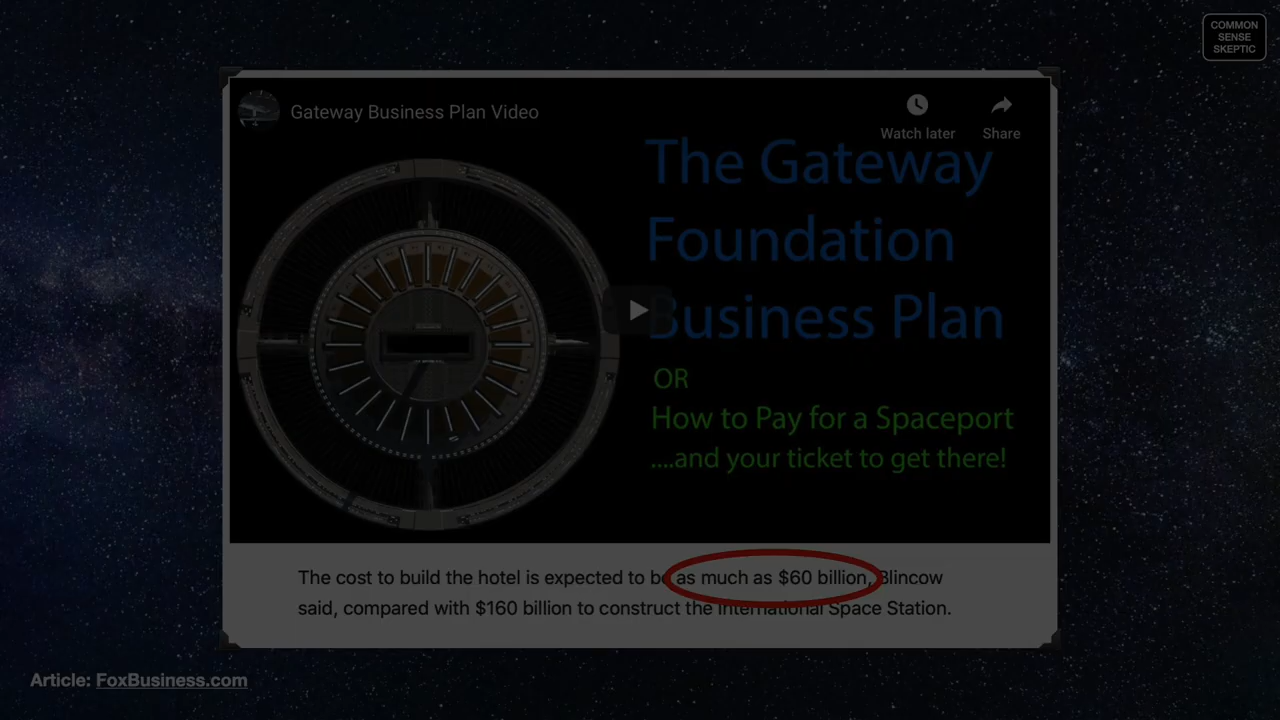 COMMON
SENSE
SKEPTIC
Gateway Business Plan Video
Watch later
Share
The Gateway
Foundation
Business Plan
OR
How to Pay for a Spaceport
....and your ticket to get there!
The cost to build the hotel is expected to be as much as $60 billion, Blincow
said, compared with $160 billion to construct the International Space Station.
Article: FoxBusiness.com